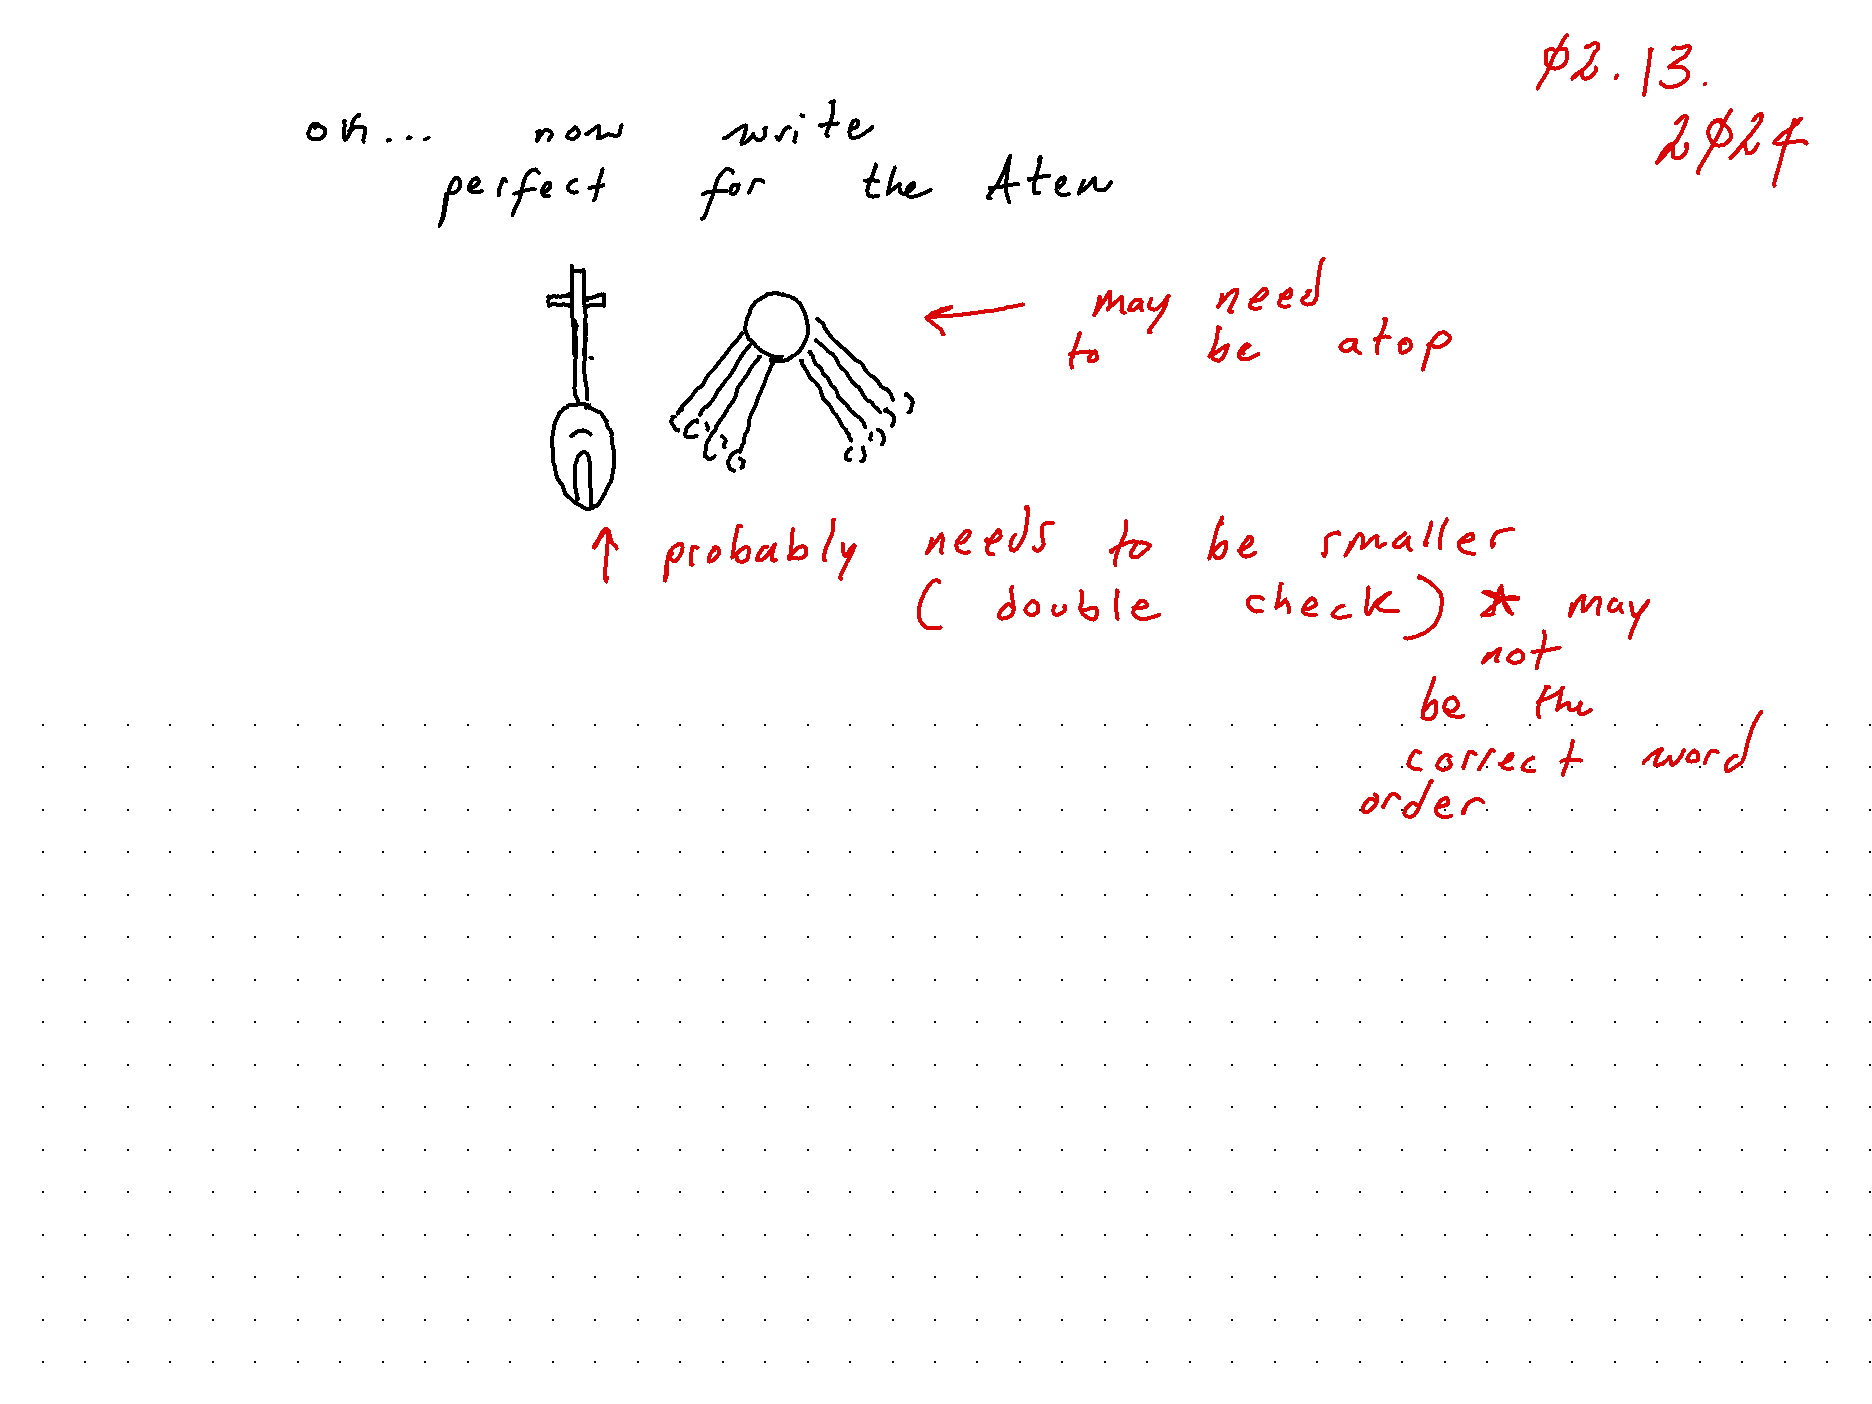 ø2.13.
2ø24
ok... now write
perfect for the Aten
𓄤 
may need
to be atop
probably needs to be smaller
(double check) * may
not
be the
correct word
order